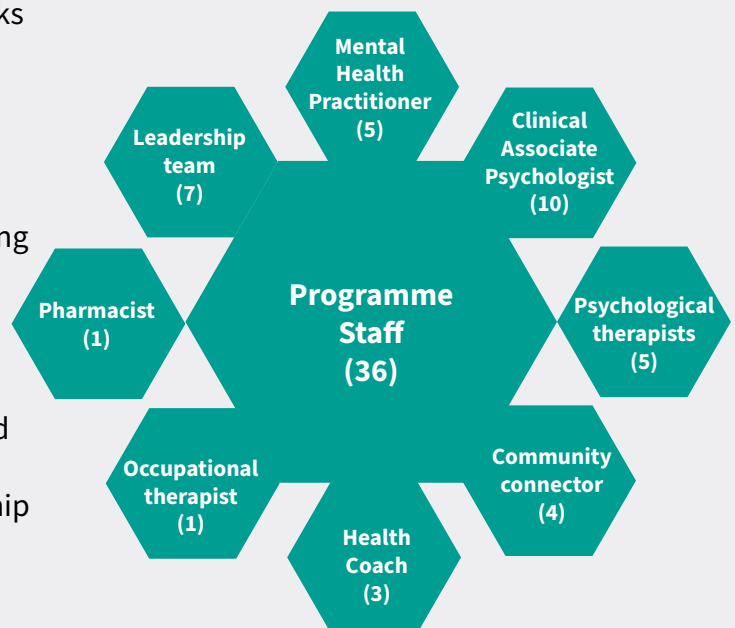 ks
ng
d
hip
Mental
Health
Practitioner
(5)
Clinical
Associate
Psychologist
(10)
Leadership
team
(7)
Programme
Staff
(36)
Pharmacist
(1)
Psychological
therapists
(5)
Occupational
therapist
(1)
Community
connector
(4)
Health
Coach
(3)